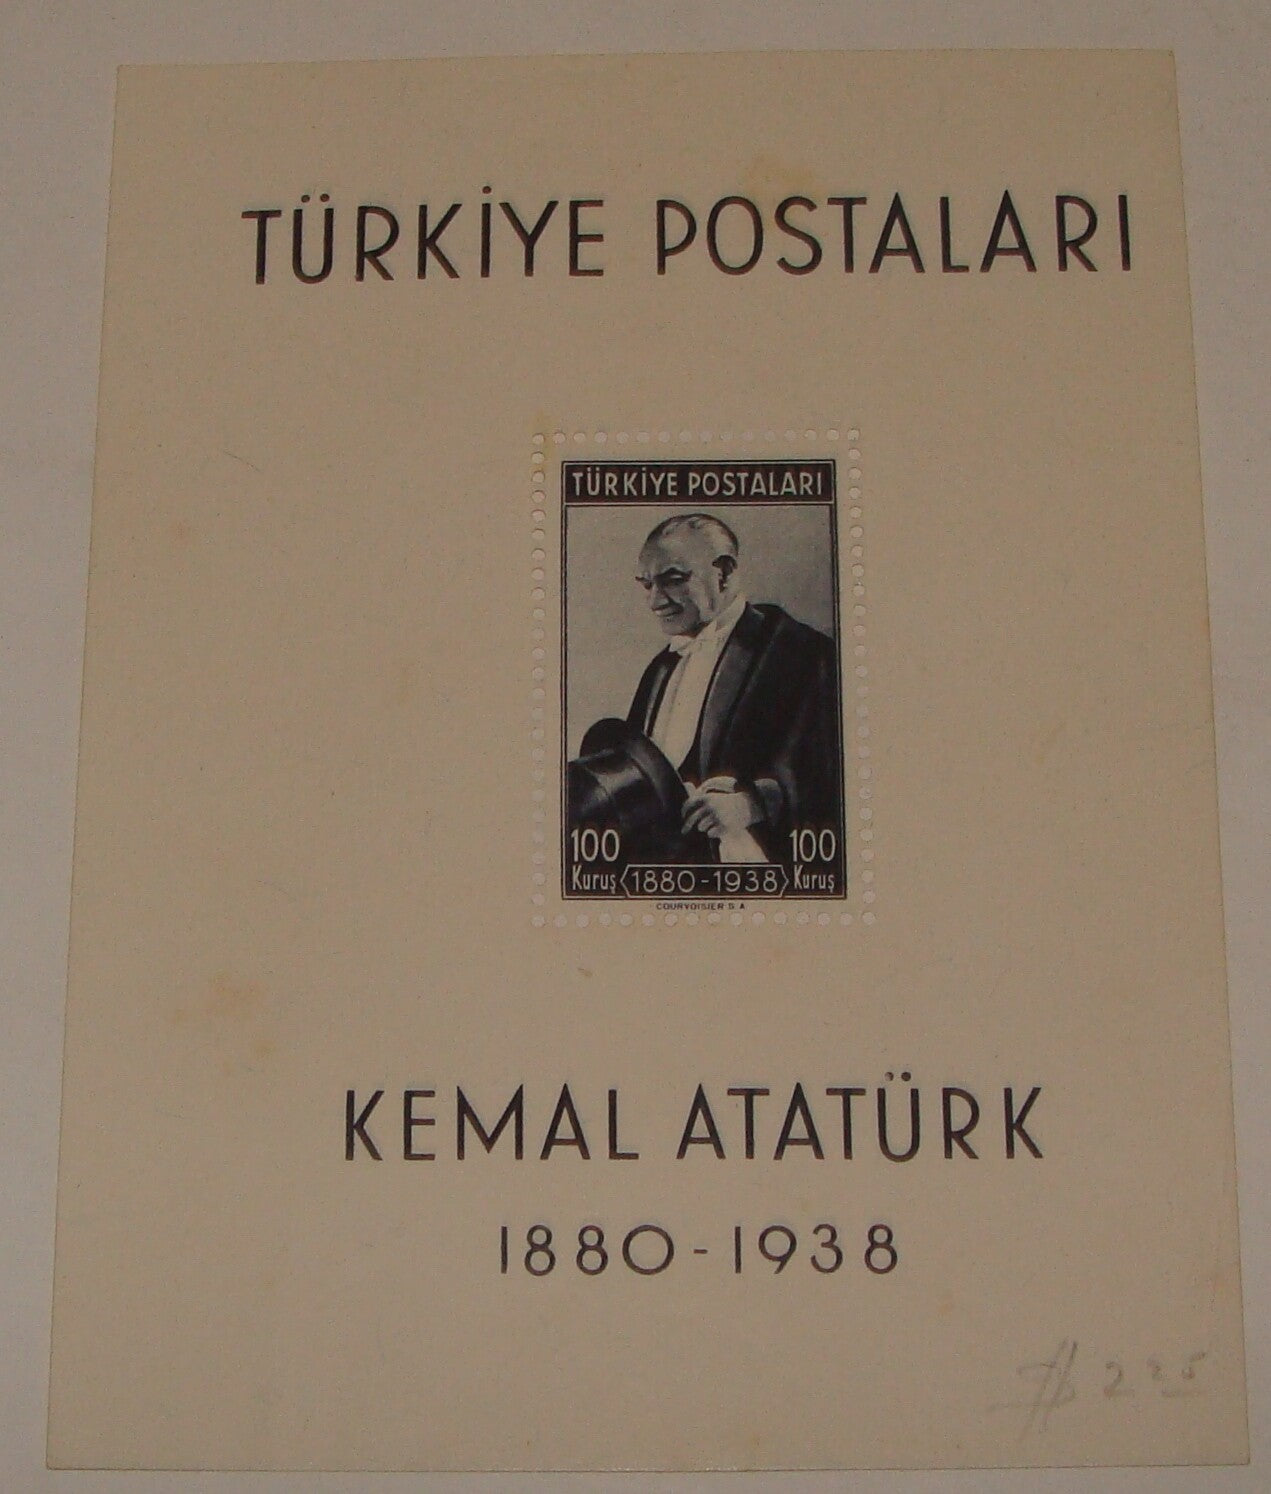 TÜRKİYE POSTALARI
TÜRKİYE POSTALARI
100 100
Kuruş 1880-1938 Kuruş
COURVOISIER S A
KEMAL ATATÜRK
1880-1938